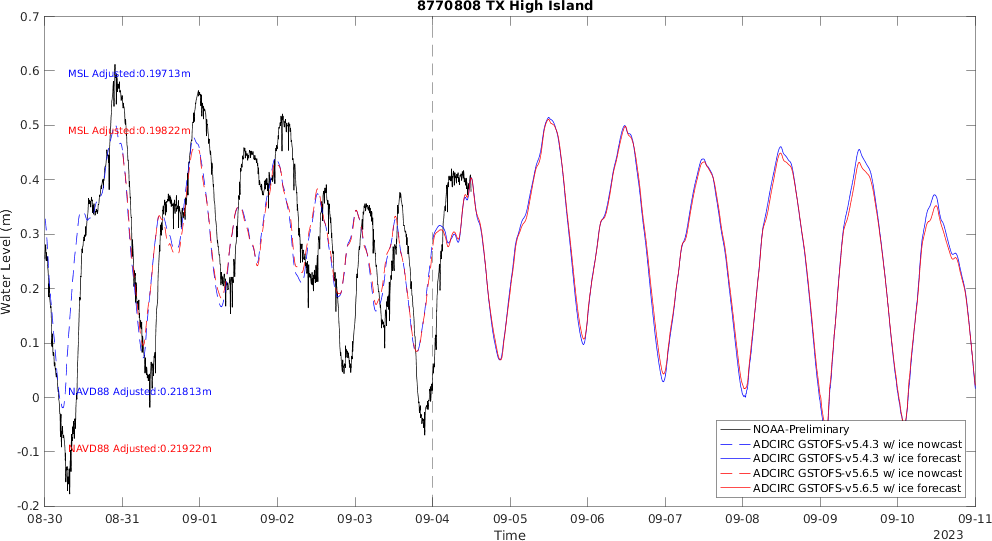 8770808 TX High Island
0.7
0.6
0.5
0.4
0.3
0.2
0.1
0
-0.1
-0.2
Water Level (m)
MSL Adjusted:0.19713m
MSL Adjusted:0.19822m
NAVD88 Adjusted:0.21813m
NAVD88 Adjusted:0.21922m
NOAA-Preliminary
ADCIRC GSTOFS-v5.4.3 w/ ice nowcast
ADCIRC GSTOFS-v5.4.3 w/ ice forecast
ADCIRC GSTOFS-v5.6.5 w/ ice nowcast
ADCIRC GSTOFS-v5.6.5 w/ ice forecast
08-30 08-31 09-01 09-02 09-03 09-04 09-05 09-06 09-07 09-08 09-09 09-10 09-11
Time
2023